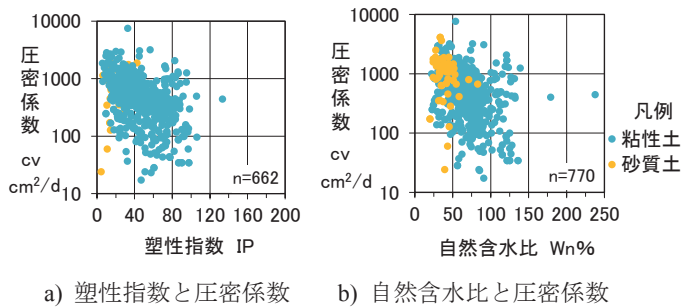 10000
1000
100
10
圧密係数
cv
cm²/d
n=662
0 40 80 120 160 200
塑性指数 IP
a) 塑性指数と圧密係数
10000
1000
100
10
圧密係数
cv
cm²/d
n=770
0 50 100 150 200 250
自然含水比 Wn%
b) 自然含水比と圧密係数
凡例
粘性土
砂質土